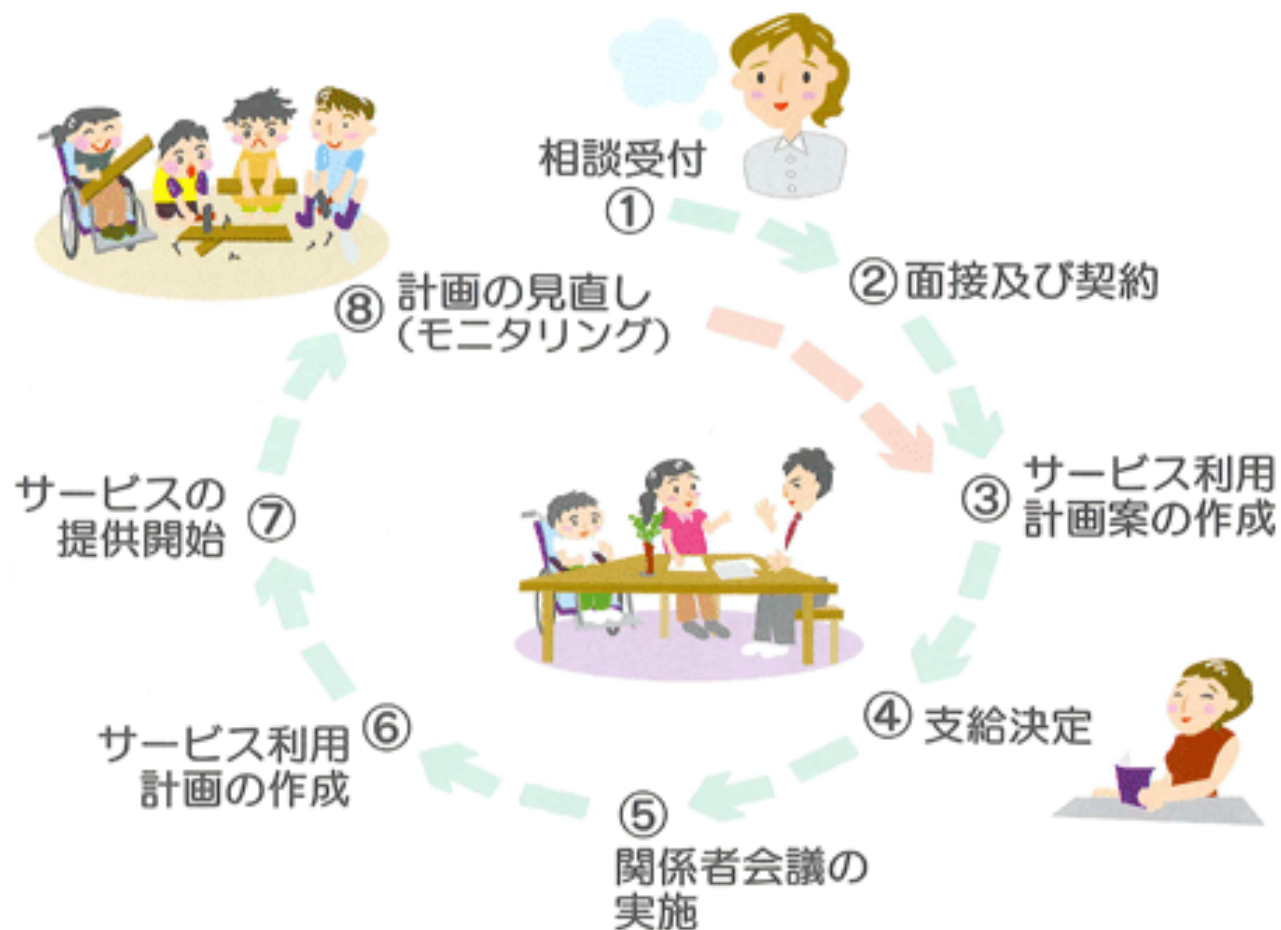 相談受付
①
② 面接及び契約
③ サービス利用
計画案の作成
④ 支給決定
⑤
関係者会議の
実施
⑥
サービス利用
計画の作成
サービスの
提供開始 ⑦
⑧ 計画の見直し
(モニタリング)